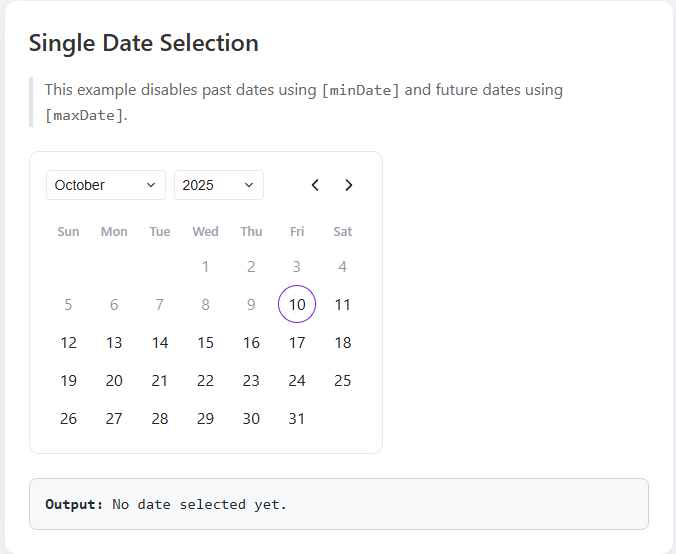 Single Date Selection
This example disables past dates using [minDate] and future dates using
[maxDate].
October 2025
Sun Mon Tue Wed Thu Fri Sat
1 2 3 4
5 6 7 8 9 10 11
12 13 14 15 16 17 18
19 20 21 22 23 24 25
26 27 28 29 30 31
Output: No date selected yet.